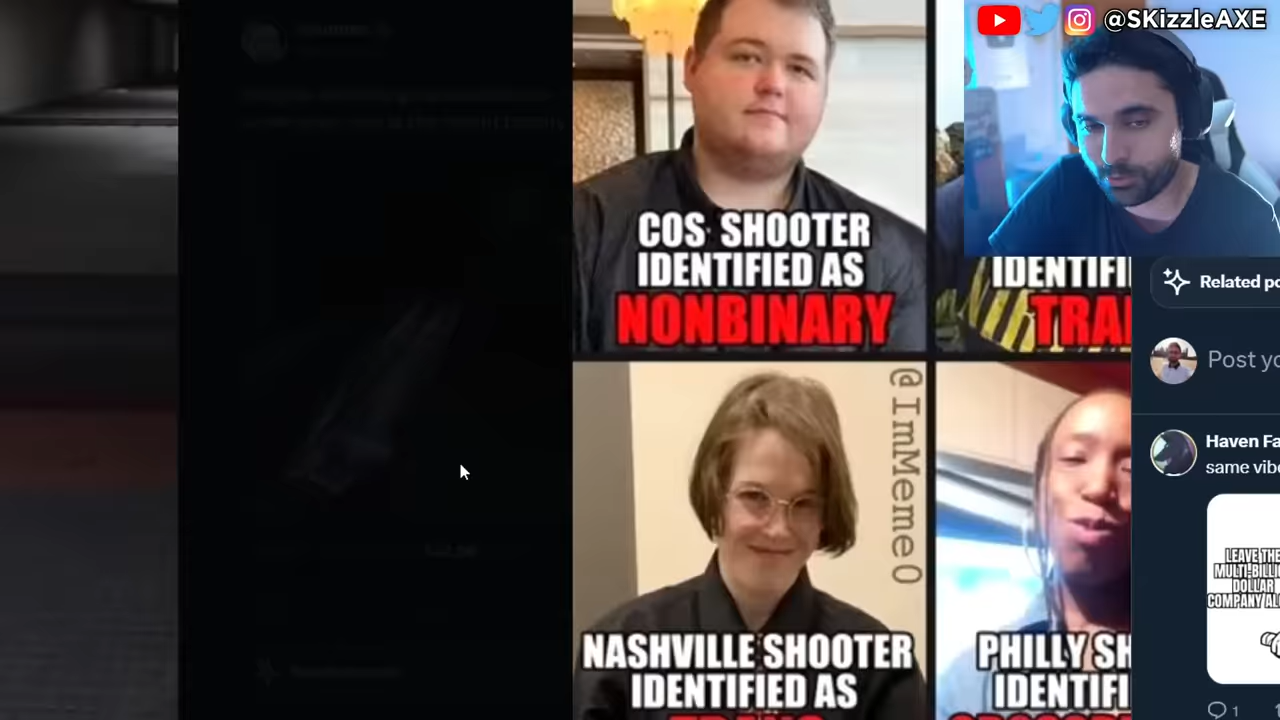 @SKizzleAXE
COS SHOOTER
IDENTIFIED AS
NONBINARY
IDENTIFI
TRA
@ImMeme0
NASHVILLE SHOOTER
IDENTIFIED AS
TRANS
PHILLY SH
IDENTIFI
Related po
Post yo
Haven Fa
same vibe
LEAVE THE
MULTI-BILLI
DOLLAR
COMPANY AL
1